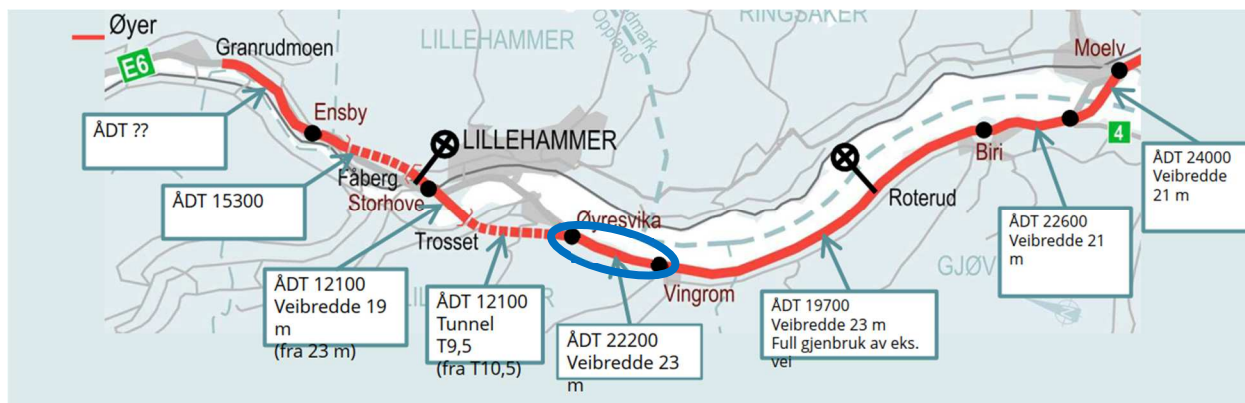 Øyer
Granrudmoen
LILLEHAMMER
Oppland
RINGSAKER
Moelv
E6
Ensby
ÅDT ??
LILLEHAMMER
4
Biri
ÅDT 24000
Veibredde
21 m
Fåberg
Storhove
ÅDT 15300
Roterud
Øyresvika
Trosset
ÅDT 22600
Veibredde 21
m
GJØV
Vingrom
ÅDT 12100
Veibredde 19
m
(fra 23 m)
ÅDT 12100
Tunnel
T9,5
(fra T10,5)
ÅDT 22200
Veibredde 23
m
ÅDT 19700
Veibredde 23 m
Full gjenbruk av eks.
vei